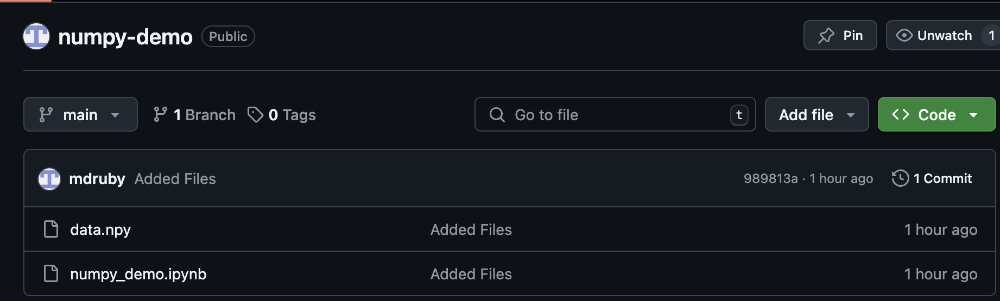 numpy-demo Public Pin Unwatch 1
main 1 Branch 0 Tags Go to file t Add file Code
mdruby Added Files 989813a · 1 hour ago 1 Commit
data.npy Added Files 1 hour ago
numpy_demo.ipynb Added Files 1 hour ago